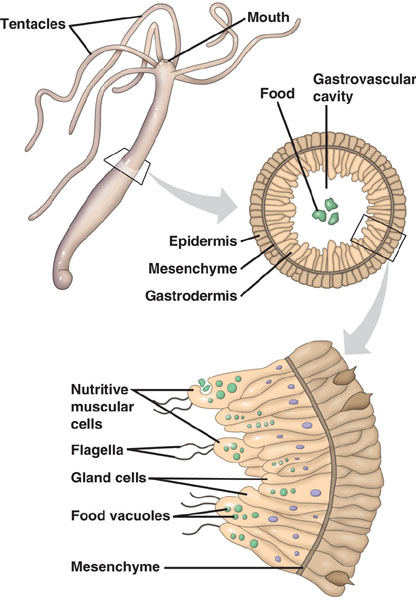 Tentacles
Mouth
Gastrovascular
cavity
Food
Epidermis
Mesenchyme
Gastrodermis
Nutritive
muscular
cells
Flagella
Gland cells
Food vacuoles
Mesenchyme